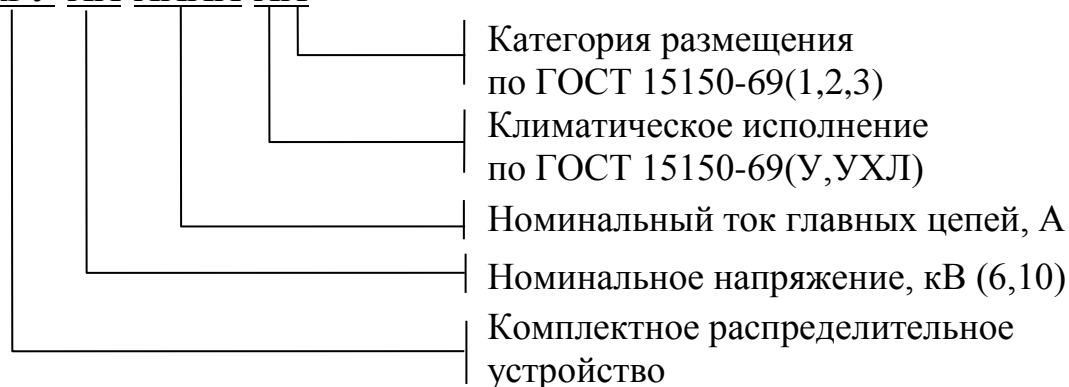 Категория размещения
по ГОСТ 15150-69(1,2,3)
Климатическое исполнение
по ГОСТ 15150-69(У,УХЛ)
Номинальный ток главных цепей, А
Номинальное напряжение, кВ (6,10)
Комплектное распределительное
устройство